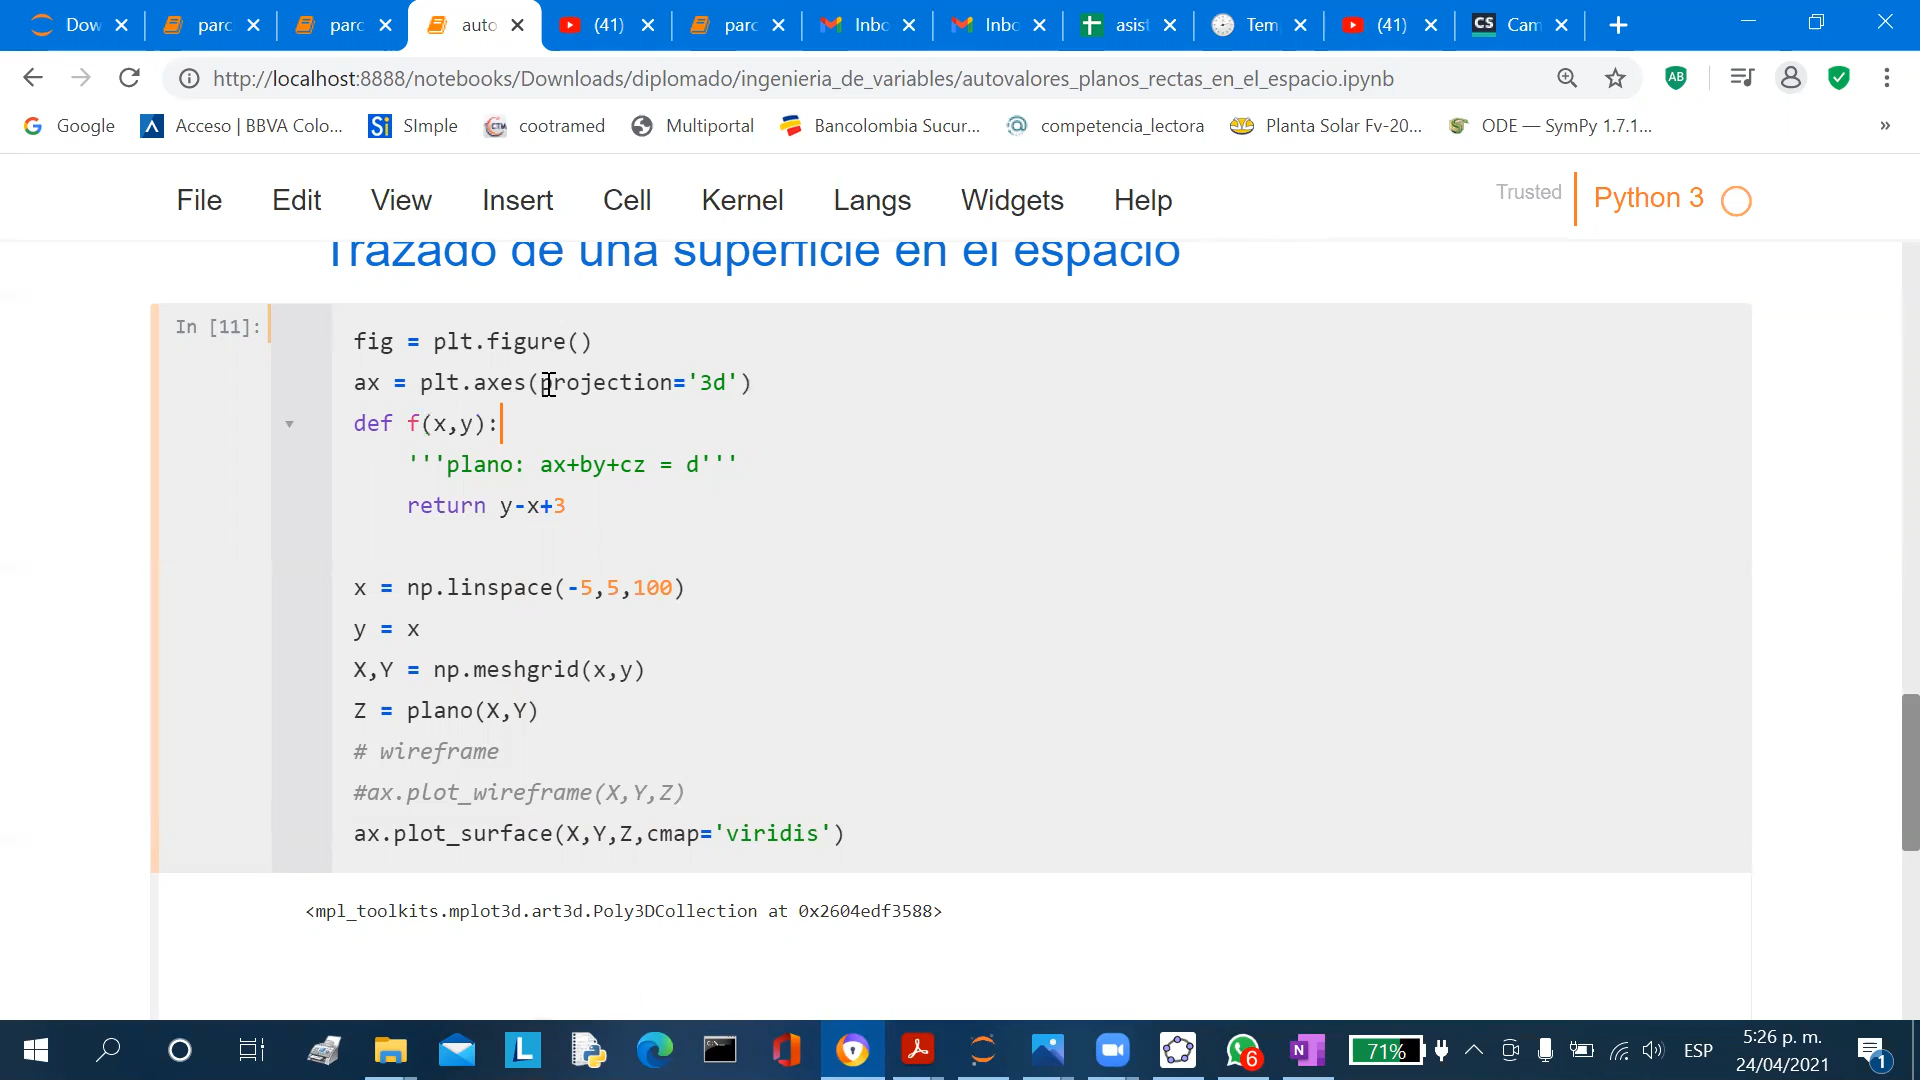 Dow
parc
parc
auto
(41)
parc
Inbo
Inbo
asist
Tem
(41)
CS
Cam
http://localhost:8888/notebooks/Downloads/diplomado/ingenieria_de_variables/autovalores_planos_rectas_en_el_espacio.ipynb
AB
Google
Acceso | BBVA Colo...
Si SImple
cootramed
Multiportal
Bancolombia Sucur...
competencia_lectora
Planta Solar Fv-20...
ODE — SymPy 1.7.1...
»
File Edit View Insert Cell Kernel Langs Widgets Help
Trusted
Python 3
Trazado de una superficie en el espacio
In [11]:
fig = plt.figure()
ax = plt.axes(projection='3d')
def f(x,y):
'''plano: ax+by+cz = d'''
return y-x+3
x = np.linspace(-5,5,100)
y = x
X,Y = np.meshgrid(x,y)
Z = plano(X,Y)
# wireframe
#ax.plot_wireframe(X,Y,Z)
ax.plot_surface(X,Y,Z,cmap='viridis')
<mpl_toolkits.mplot3d.art3d.Poly3DCollection at 0x2604edf3588>
L
6
N
71%
ESP
5:26 p. m.
24/04/2021
1